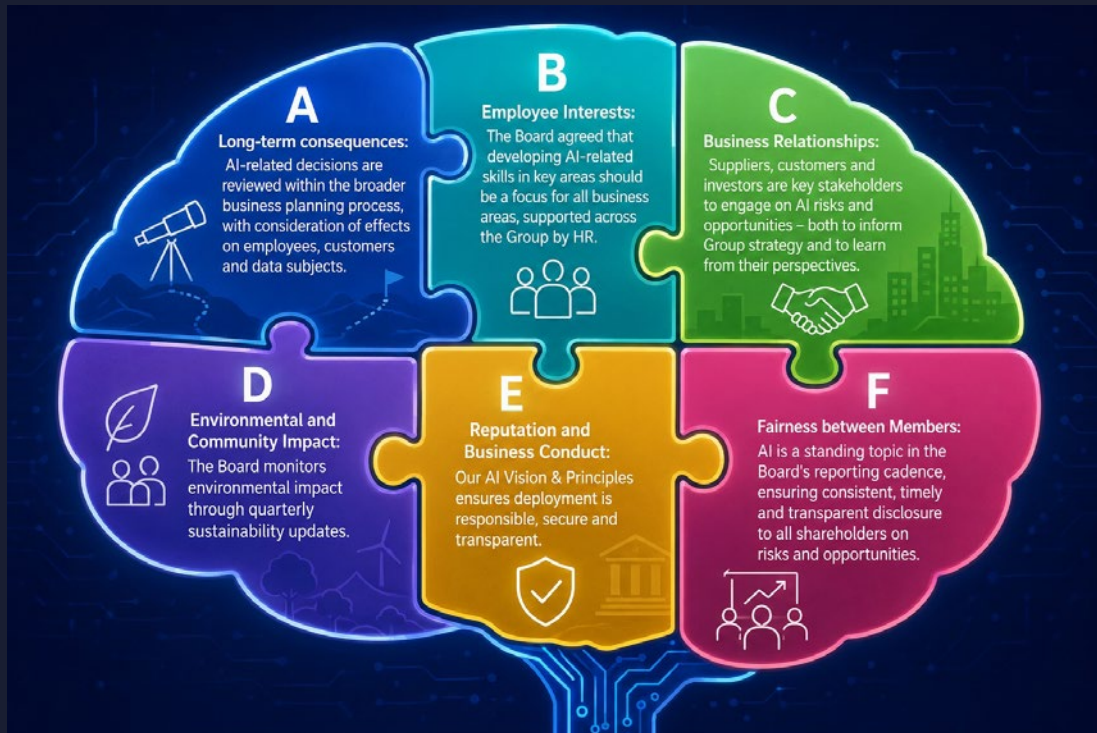 A
Long-term consequences:
AI-related decisions are
reviewed within the broader
business planning process,
with consideration of effects
on employees, customers
and data subjects.
B
Employee Interests:
The Board agreed that
developing AI-related
skills in key areas should
be a focus for all business
areas, supported across
the Group by HR.
C
Business Relationships:
Suppliers, customers and
investors are key stakeholders
to engage on AI risks and
opportunities – both to inform
Group strategy and to learn
from their perspectives.
D
Environmental and
Community Impact:
The Board monitors
environmental impact
through quarterly
sustainability updates.
E
Reputation and
Business Conduct:
Our AI Vision & Principles
ensures deployment is
responsible, secure and
transparent.
F
Fairness between Members:
AI is a standing topic in the
Board's reporting cadence,
ensuring consistent, timely
and transparent disclosure
to all shareholders on
risks and opportunities.